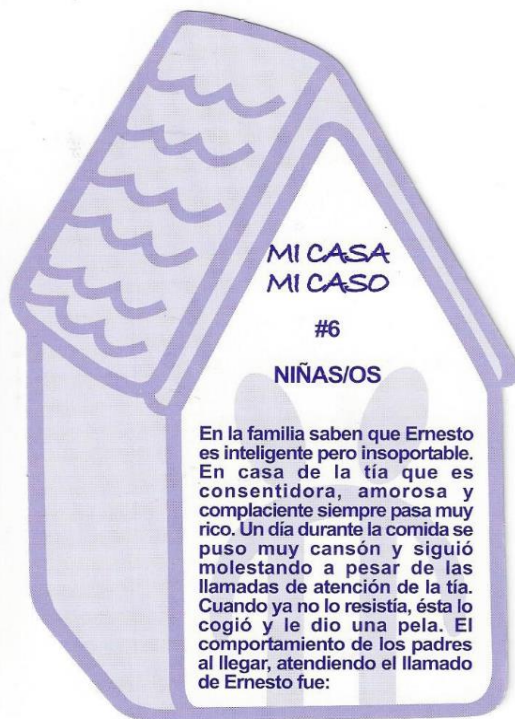 MI CASA
MI CASO
#6
NIÑAS/OS
En la familia saben que Ernesto
es inteligente pero insoportable.
En casa de la tía que es
consentidora, amorosa y
complaciente siempre pasa muy
rico. Un día durante la comida se
puso muy cansón y siguió
molestando a pesar de las
llamadas de atención de la tía.
Cuando ya no lo resistía, ésta lo
cogió y le dio una pela. El
comportamiento de los padres
al llegar, atendiendo el llamado
de Ernesto fue: